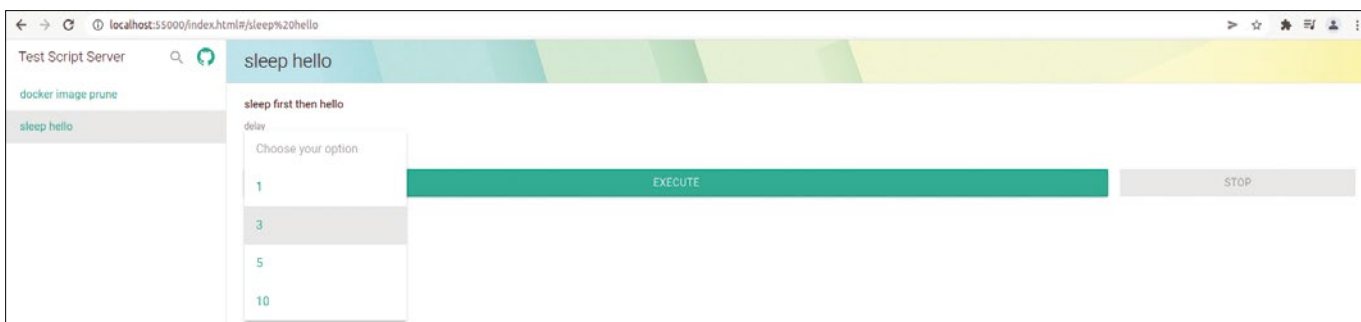 localhost:55000/index.html#/sleep%20hello
Test Script Server
sleep hello
docker image prune
sleep hello
sleep first then hello
delay
Choose your option
1
EXECUTE
STOP
3
5
10